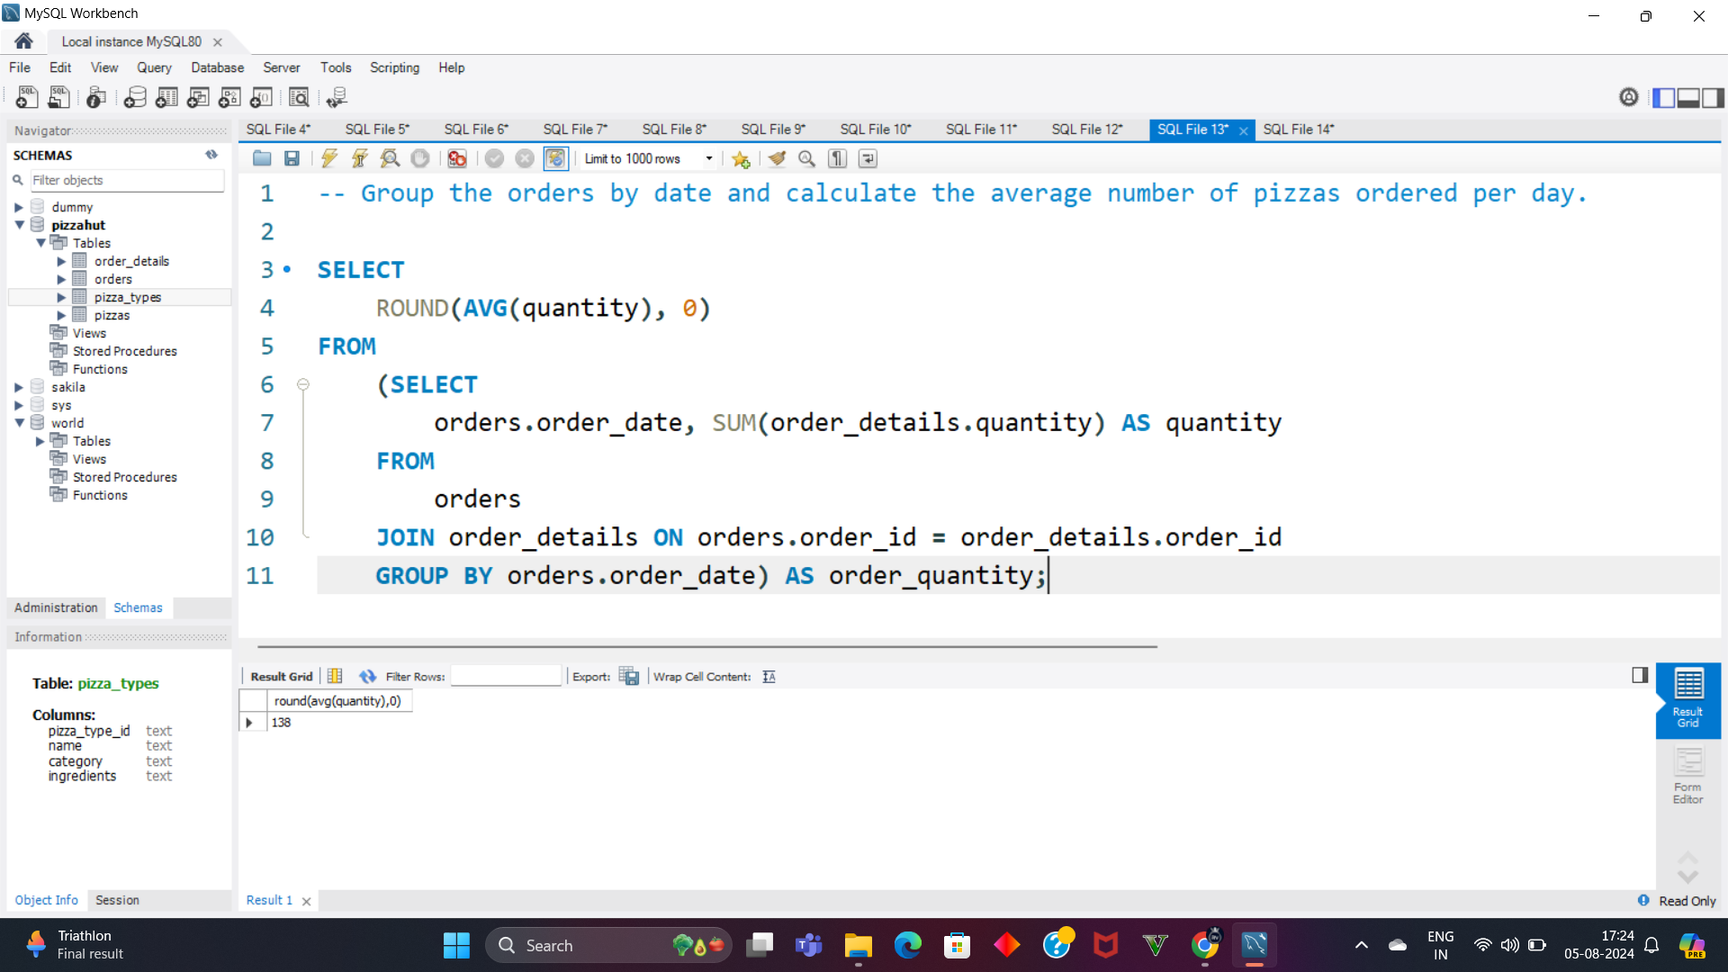 MySQL Workbench
Local instance MySQL80
File Edit View Query Database Server Tools Scripting Help
Navigator
SCHEMAS
Filter objects
dummy
pizzahut
Tables
order_details
orders
pizza_types
pizzas
Views
Stored Procedures
Functions
sakila
sys
world
Tables
Views
Stored Procedures
Functions
Administration Schemas
Information
Table: pizza_types
Columns:
pizza_type_id text
name text
category text
ingredients text
Object Info Session
SQL File 4* SQL File 5* SQL File 6* SQL File 7* SQL File 8* SQL File 9* SQL File 10* SQL File 11* SQL File 12* SQL File 13* SQL File 14*
Limit to 1000 rows
1 -- Group the orders by date and calculate the average number of pizzas ordered per day.
2
3 SELECT
4 ROUND(AVG(quantity), 0)
5 FROM
6 (SELECT
7 orders.order_date, SUM(order_details.quantity) AS quantity
8 FROM
9 orders
10 JOIN order_details ON orders.order_id = order_details.order_id
11 GROUP BY orders.order_date) AS order_quantity;
Result Grid Filter Rows: Export: Wrap Cell Content:
round(avg(quantity),0)
138
Result
Grid
Form
Editor
Result 1
Read Only
Triathlon
Final result
Search
ENG
IN
17:24
05-08-2024
PRE